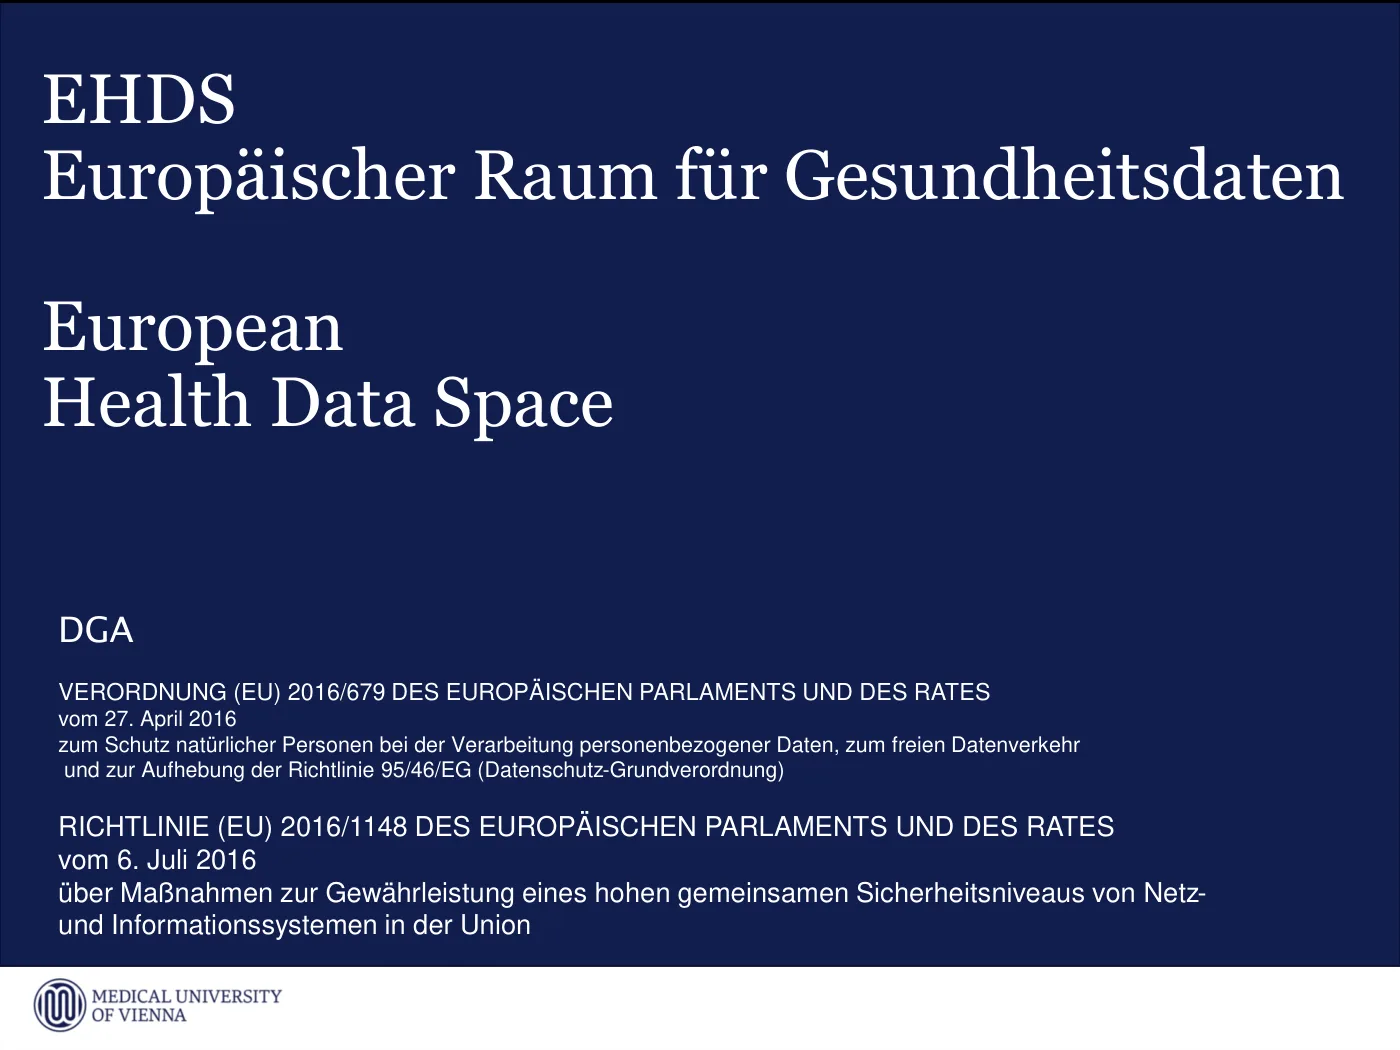 EHDS
Europäischer Raum für Gesundheitsdaten
European
Health Data Space
DGA
VERORDNUNG (EU) 2016/679 DES EUROPÄISCHEN PARLAMENTS UND DES RATES
vom 27. April 2016
zum Schutz natürlicher Personen bei der Verarbeitung personenbezogener Daten, zum freien Datenverkehr
und zur Aufhebung der Richtlinie 95/46/EG (Datenschutz-Grundverordnung)
RICHTLINIE (EU) 2016/1148 DES EUROPÄISCHEN PARLAMENTS UND DES RATES
vom 6. Juli 2016
über Maßnahmen zur Gewährleistung eines hohen gemeinsamen Sicherheitsniveaus von Netz-
und Informationssystemen in der Union
MEDICAL UNIVERSITY
OF VIENNA